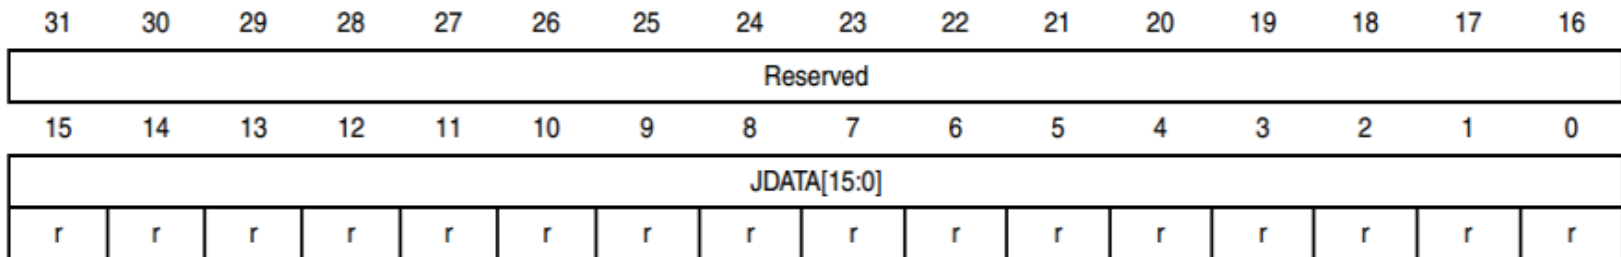 31 30 29 28 27 26 25 24 23 22 21 20 19 18 17 16
Reserved
15 14 13 12 11 10 9 8 7 6 5 4 3 2 1 0
JDATA[15:0]
r r r r r r r r r r r r r r r r